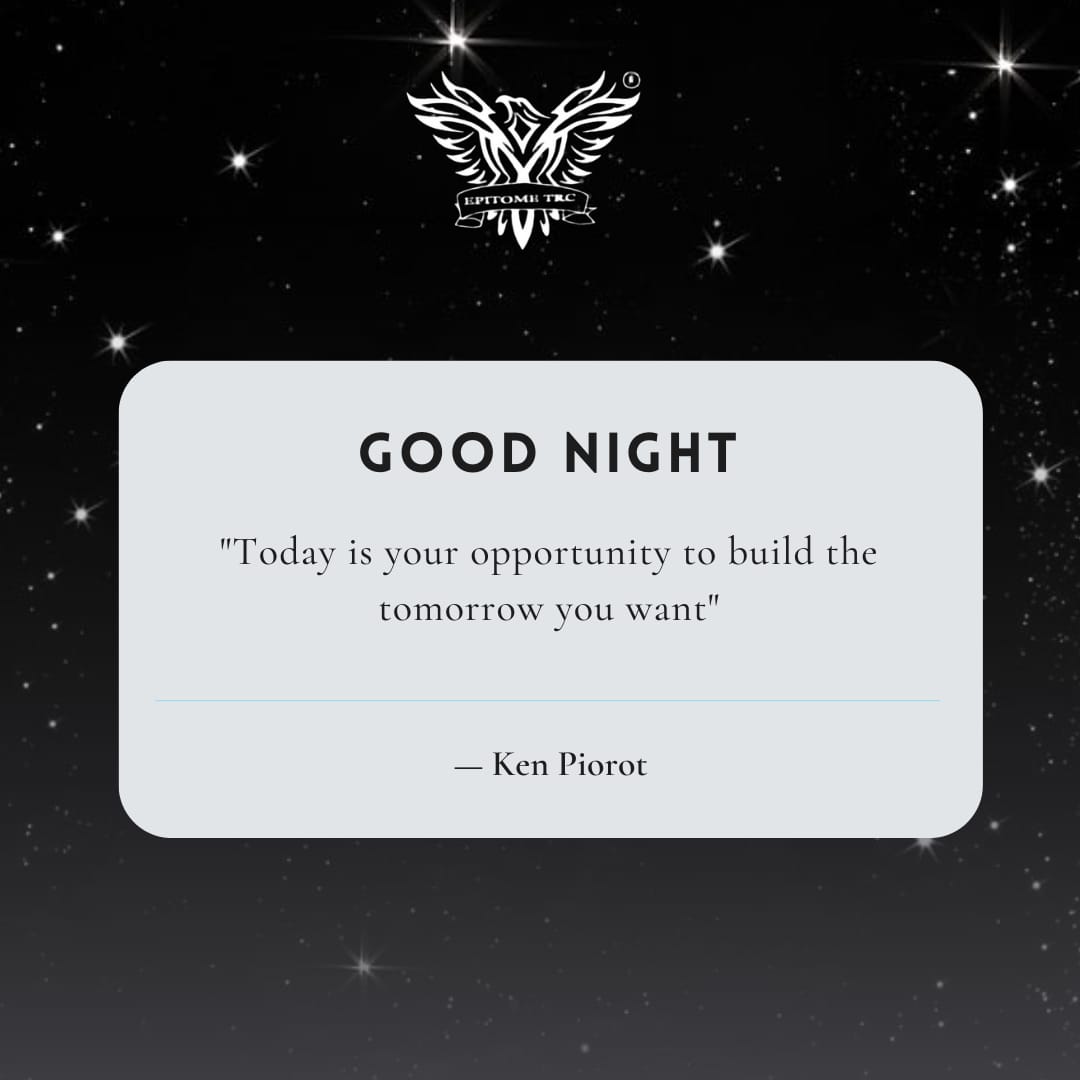 EPITOME TRC
GOOD NIGHT
"Today is your opportunity to build the
tomorrow you want"
— Ken Piorot